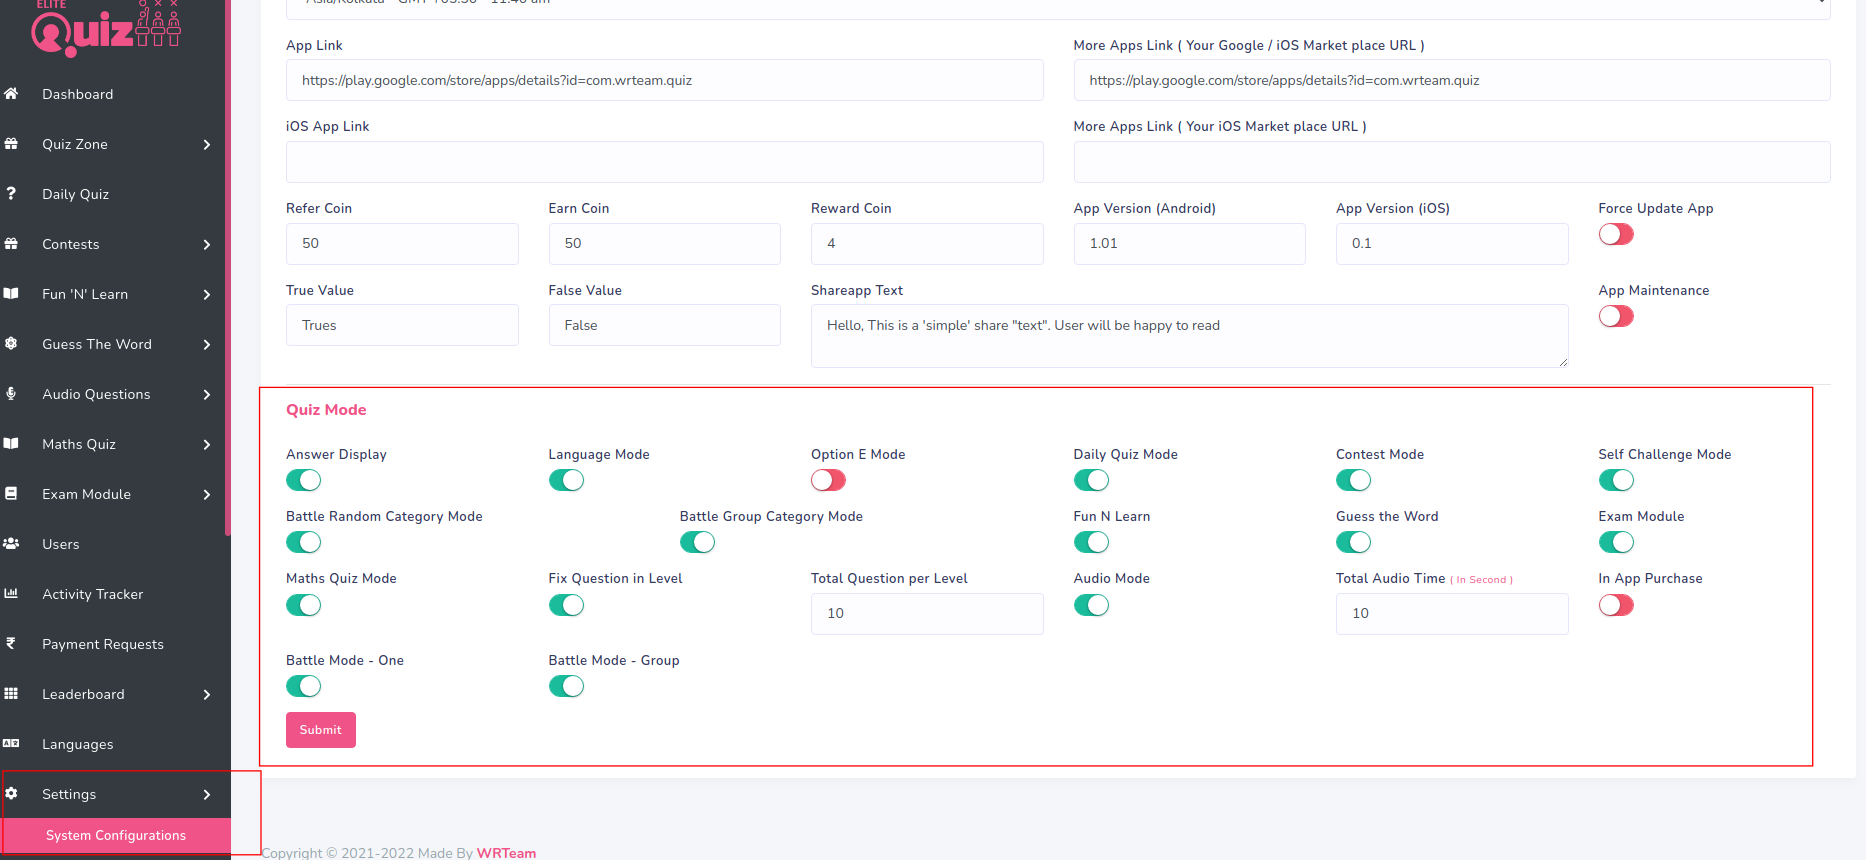 ELITE
Quiz
Dashboard
Quiz Zone
Daily Quiz
Contests
Fun 'N' Learn
Guess The Word
Audio Questions
Maths Quiz
Exam Module
Users
Activity Tracker
Payment Requests
Leaderboard
Languages
Settings
System Configurations
App Link
More Apps Link ( Your Google / iOS Market place URL )
https://play.google.com/store/apps/details?id=com.wrteam.quiz
https://play.google.com/store/apps/details?id=com.wrteam.quiz
iOS App Link
More Apps Link ( Your iOS Market place URL )
Refer Coin
Earn Coin
Reward Coin
App Version (Android)
App Version (iOS)
Force Update App
50
50
4
1.01
0.1
True Value
False Value
Shareapp Text
App Maintenance
Trues
False
Hello, This is a 'simple' share "text". User will be happy to read
Quiz Mode
Answer Display
Language Mode
Option E Mode
Daily Quiz Mode
Contest Mode
Self Challenge Mode
Battle Random Category Mode
Battle Group Category Mode
Fun N Learn
Guess the Word
Exam Module
Maths Quiz Mode
Fix Question in Level
Total Question per Level
Audio Mode
Total Audio Time ( In Second )
In App Purchase
10
10
Battle Mode - One
Battle Mode - Group
Submit
Copyright © 2021-2022 Made By WRTeam